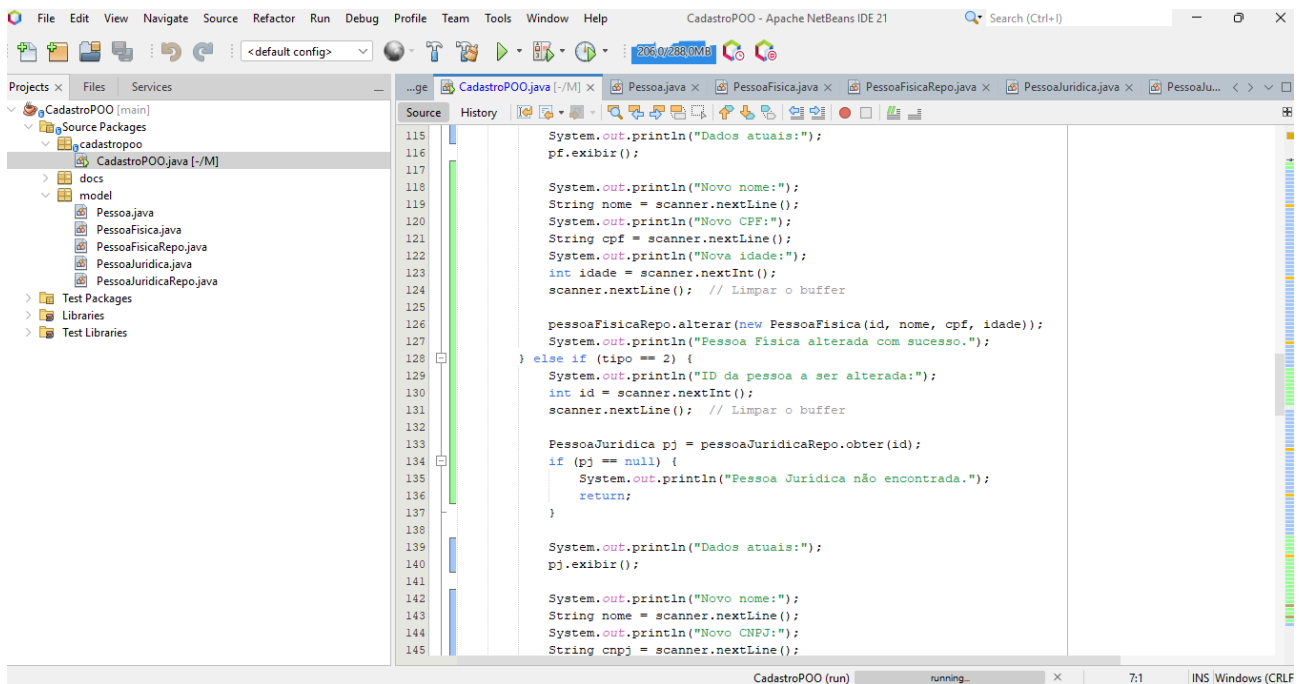 File Edit View Navigate Source Refactor Run Debug Profile Team Tools Window Help CadastroPOO - Apache NetBeans IDE 21 Search (Ctrl+I)
<default config> 206,0/288,0MB
Projects Files Services
...ge CadastroPOO.java [-/M] Pessoa.java PessoaFisica.java PessoaFisicaRepo.java PessoaJuridica.java PessoaJu...
CadastroPOO [main]
Source Packages
cadastropoo
CadastroPOO.java [-/M]
docs
model
Pessoa.java
PessoaFisica.java
PessoaFisicaRepo.java
PessoaJuridica.java
PessoaJuridicaRepo.java
Test Packages
Libraries
Test Libraries
Source History
115 System.out.println("Dados atuais:");
116 pf.exibir();
117
118 System.out.println("Novo nome:");
119 String nome = scanner.nextLine();
120 System.out.println("Novo CPF:");
121 String cpf = scanner.nextLine();
122 System.out.println("Nova idade:");
123 int idade = scanner.nextInt();
124 scanner.nextLine(); // Limpar o buffer
125
126 pessoaFisicaRepo.alterar(new PessoaFisica(id, nome, cpf, idade));
127 System.out.println("Pessoa Física alterada com sucesso.");
128 } else if (tipo == 2) {
129 System.out.println("ID da pessoa a ser alterada:");
130 int id = scanner.nextInt();
131 scanner.nextLine(); // Limpar o buffer
132
133 PessoaJuridica pj = pessoaJuridicaRepo.obter(id);
134 if (pj == null) {
135 System.out.println("Pessoa Jurídica não encontrada.");
136 return;
137 }
138
139 System.out.println("Dados atuais:");
140 pj.exibir();
141
142 System.out.println("Novo nome:");
143 String nome = scanner.nextLine();
144 System.out.println("Novo CNPJ:");
145 String cnpj = scanner.nextLine();
CadastroPOO (run) running... 7:1 INS Windows (CRLF